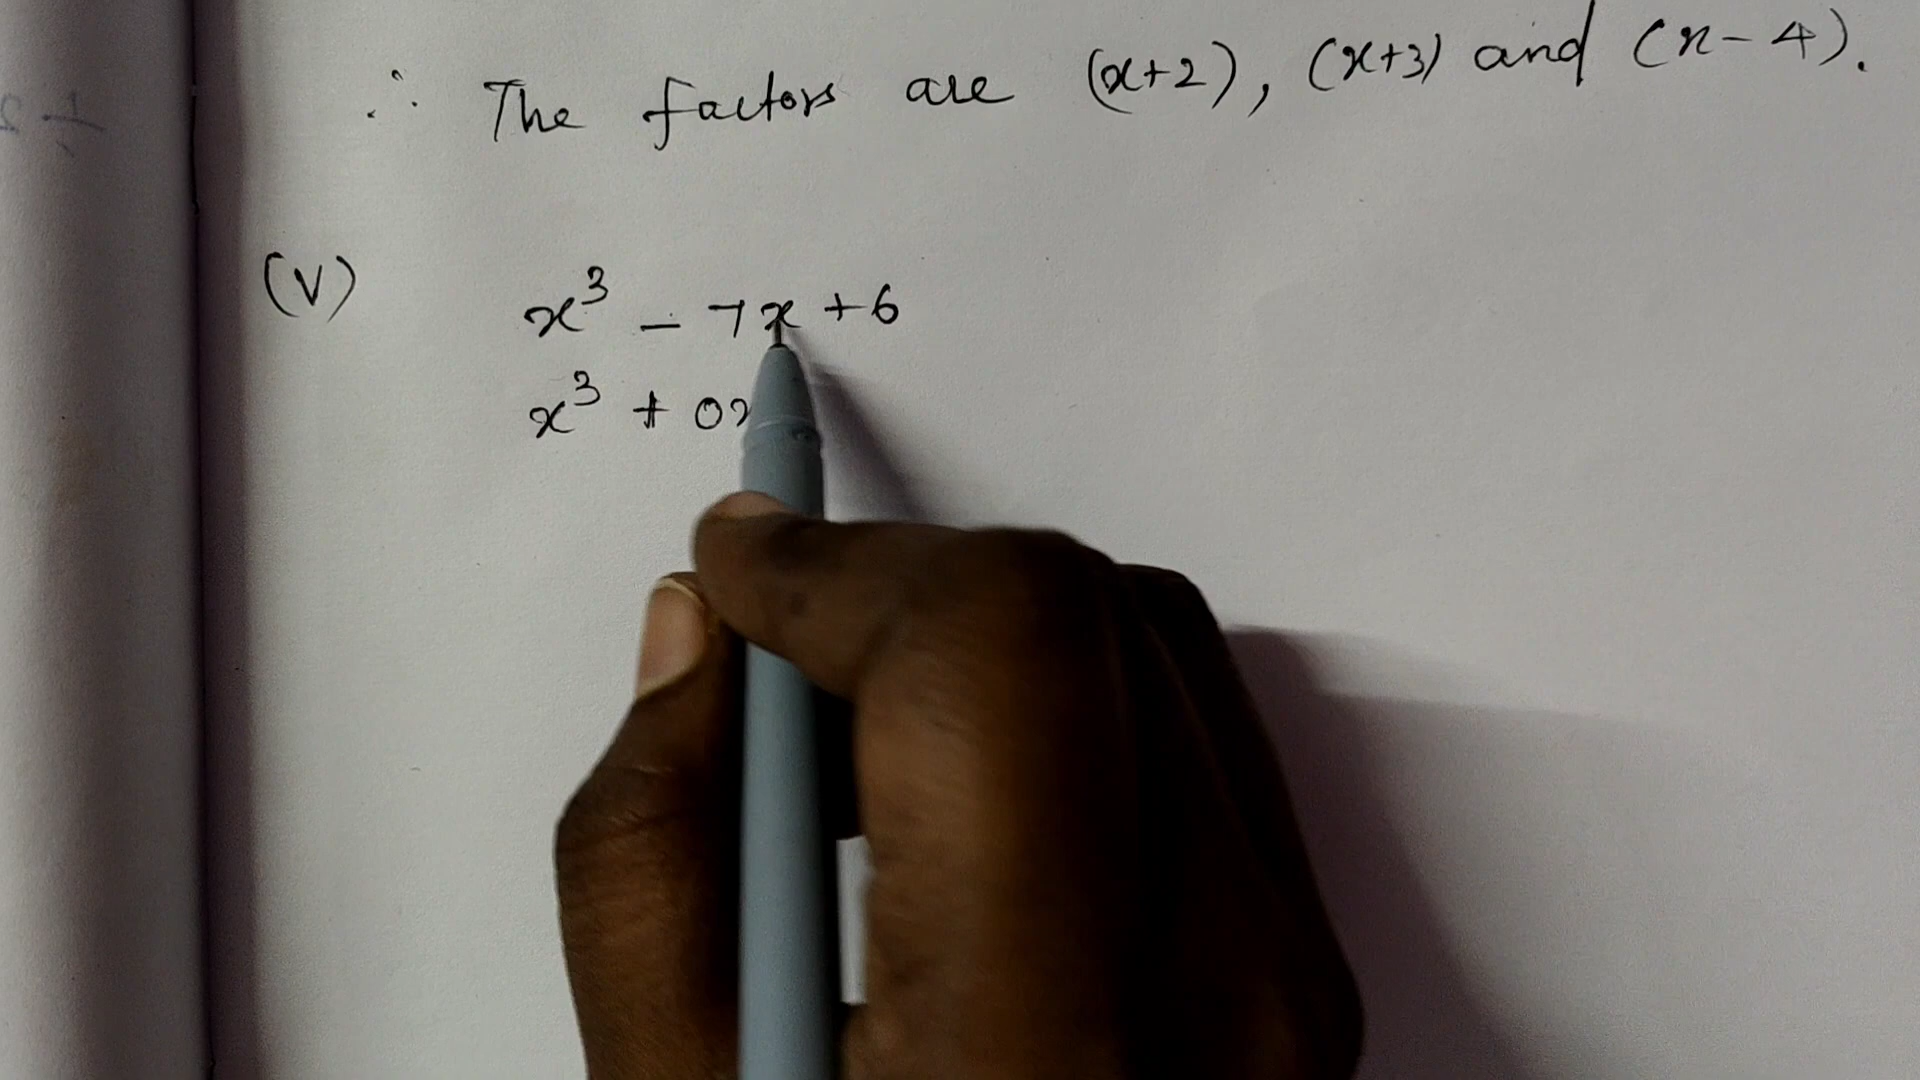 ∴ The factors are (x+2), (x+3) and (x-4).
(V) x³ - 7x + 6
x³ + 0x